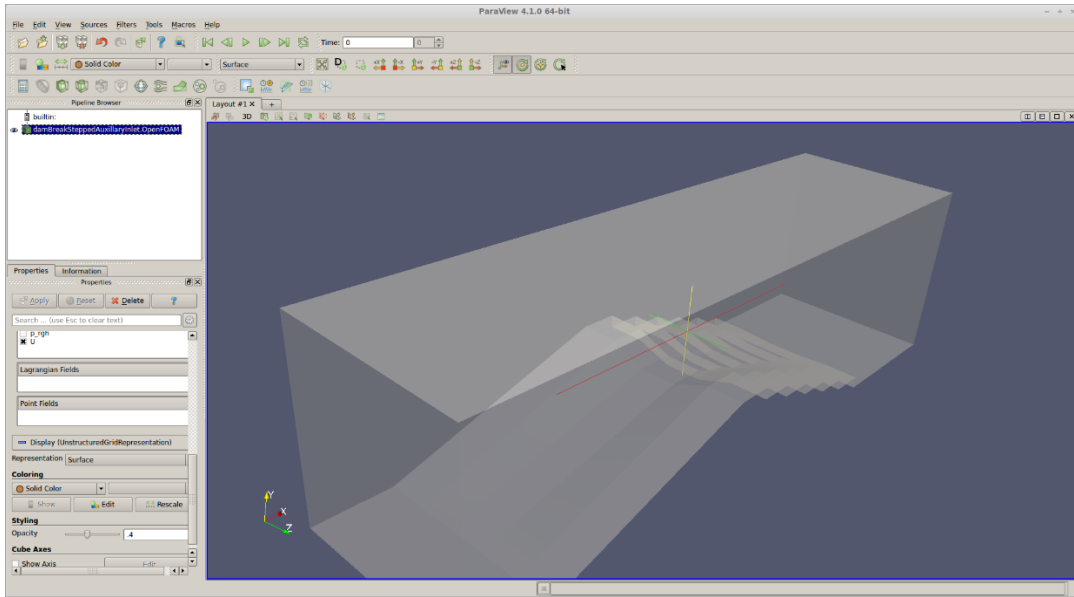 ParaView 4.1.0 64-bit
File Edit View Sources Filters Tools Macros Help
Time: 0 0
Solid Color Surface
Pipeline Browser
Layout #1 X +
builtin:
3D
damBreakSteppedAuxillaryInlet.OpenFOAM
Properties Information
Properties
Apply Reset Delete ?
Search ... (use Esc to clear text)
p_rgh
U
Lagrangian Fields
Point Fields
Display (UnstructuredGridRepresentation)
Representation Surface
Coloring
Solid Color
Show Edit Rescale
Styling
Opacity .4
Cube Axes
Show Axis Edit
Y
X
Z